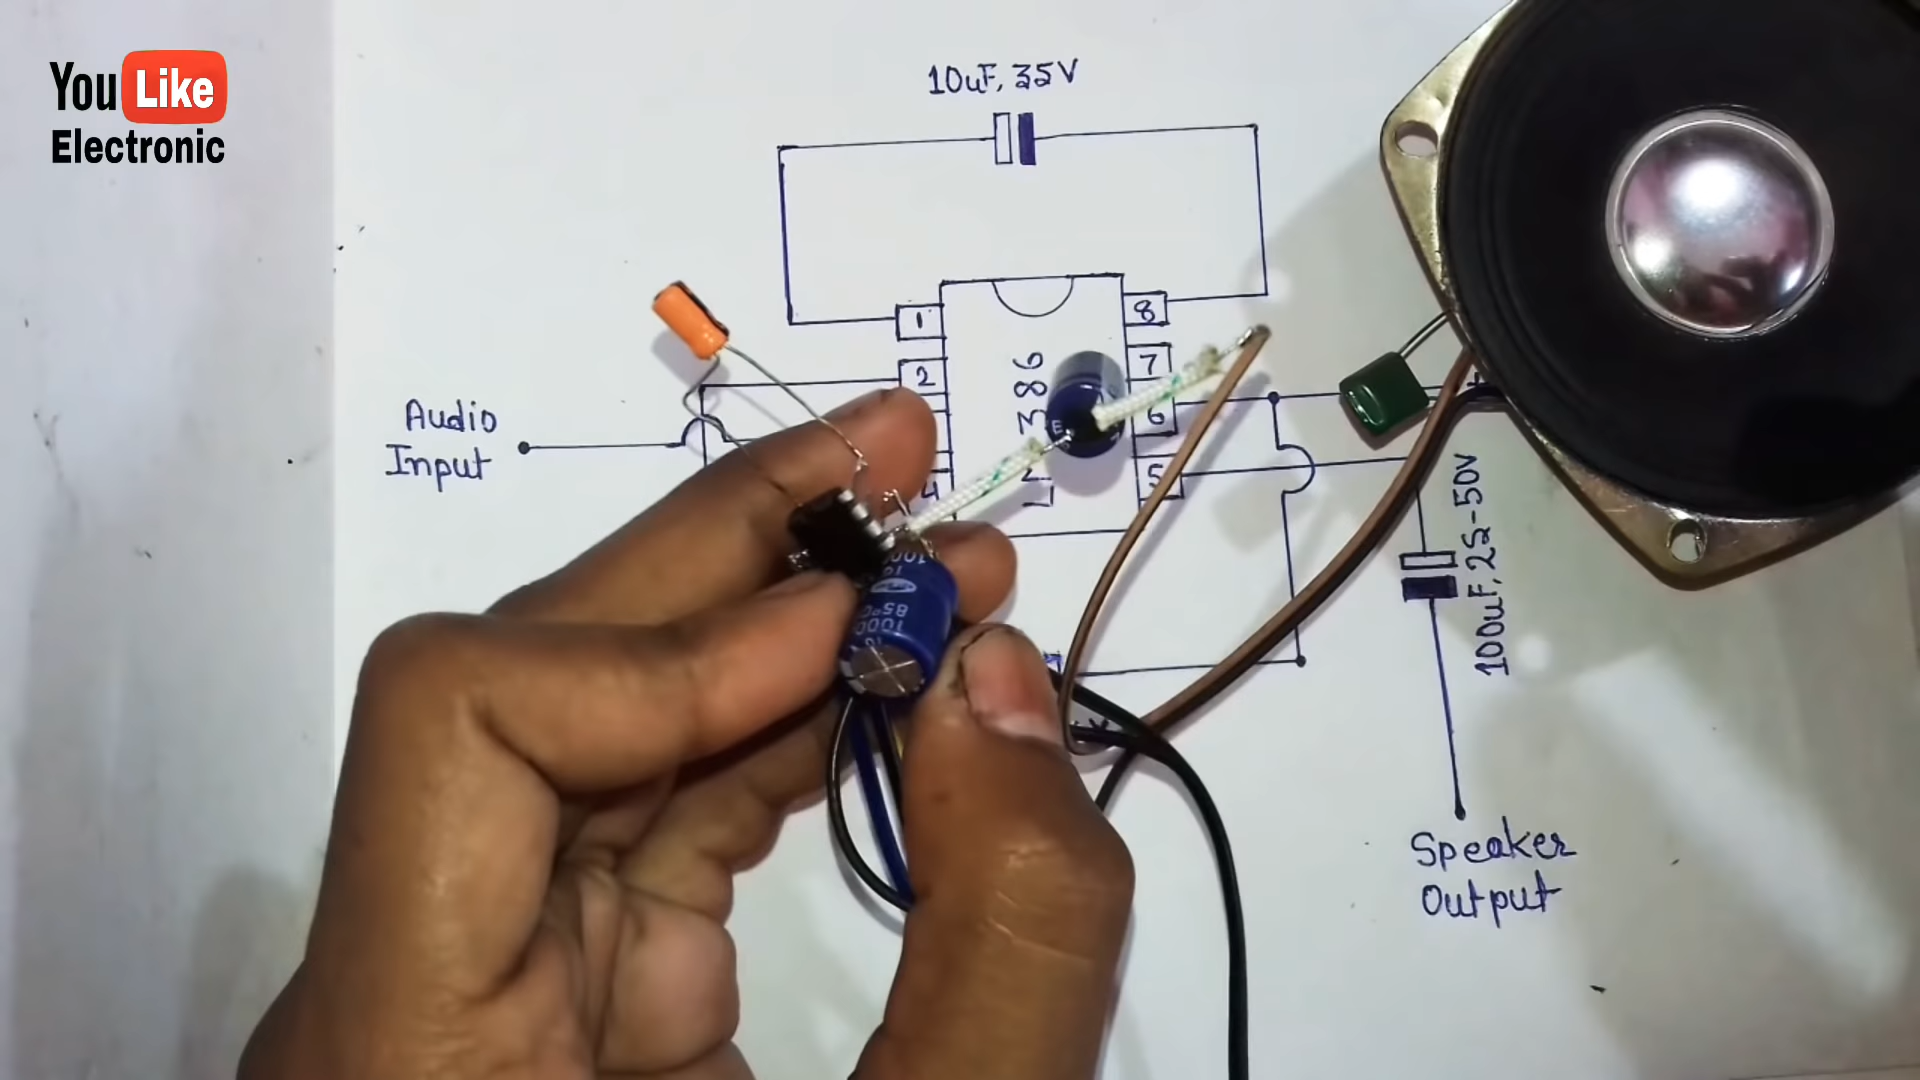 You Like
Electronic
10uF, 35V
1
8
2
7
6
4
5
386
Audio
Input
100uF, 25-50V
85°C
Speaker
Output